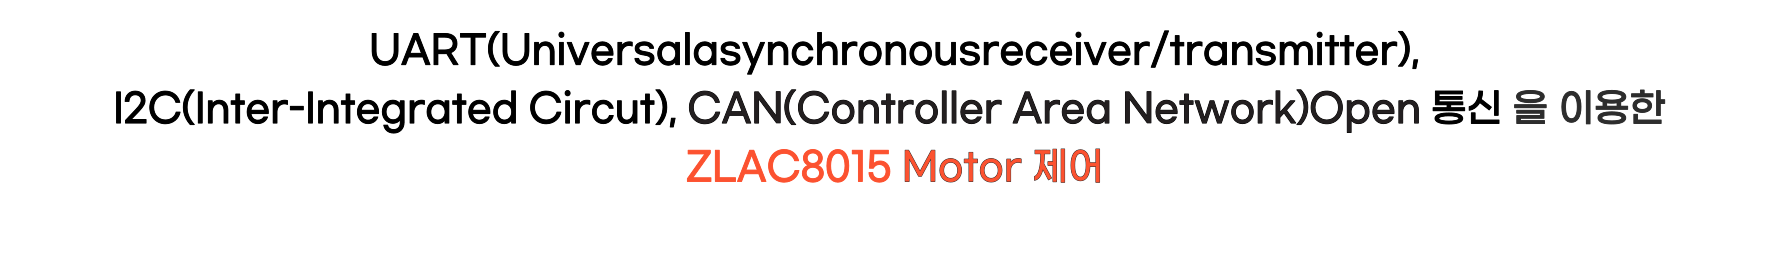 UART(Universalasynchronousreceiver/transmitter),
I2C(Inter-Integrated Circut), CAN(Controller Area Network)Open 통신 을 이용한
ZLAC8015 Motor 제어